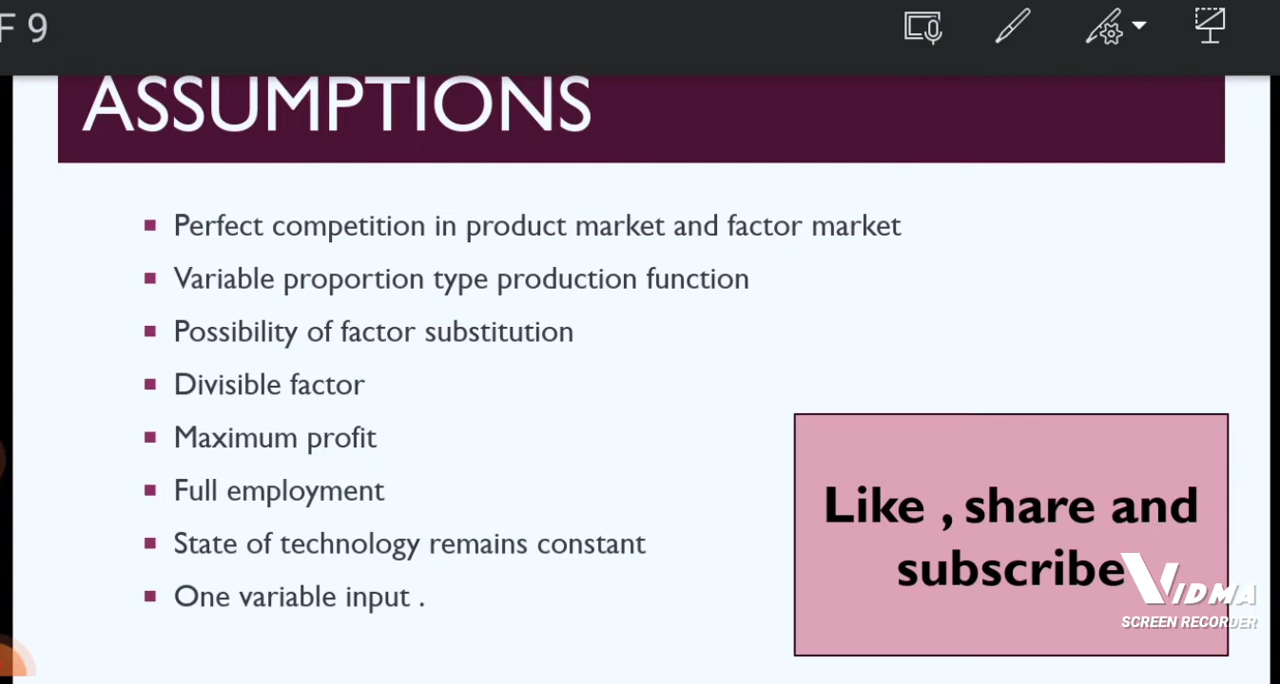 F 9
ASSUMPTIONS
Perfect competition in product market and factor market
Variable proportion type production function
Possibility of factor substitution
Divisible factor
Maximum profit
Full employment
State of technology remains constant
One variable input .
Like , share and
subscribe
VIDMA
SCREEN RECORDER